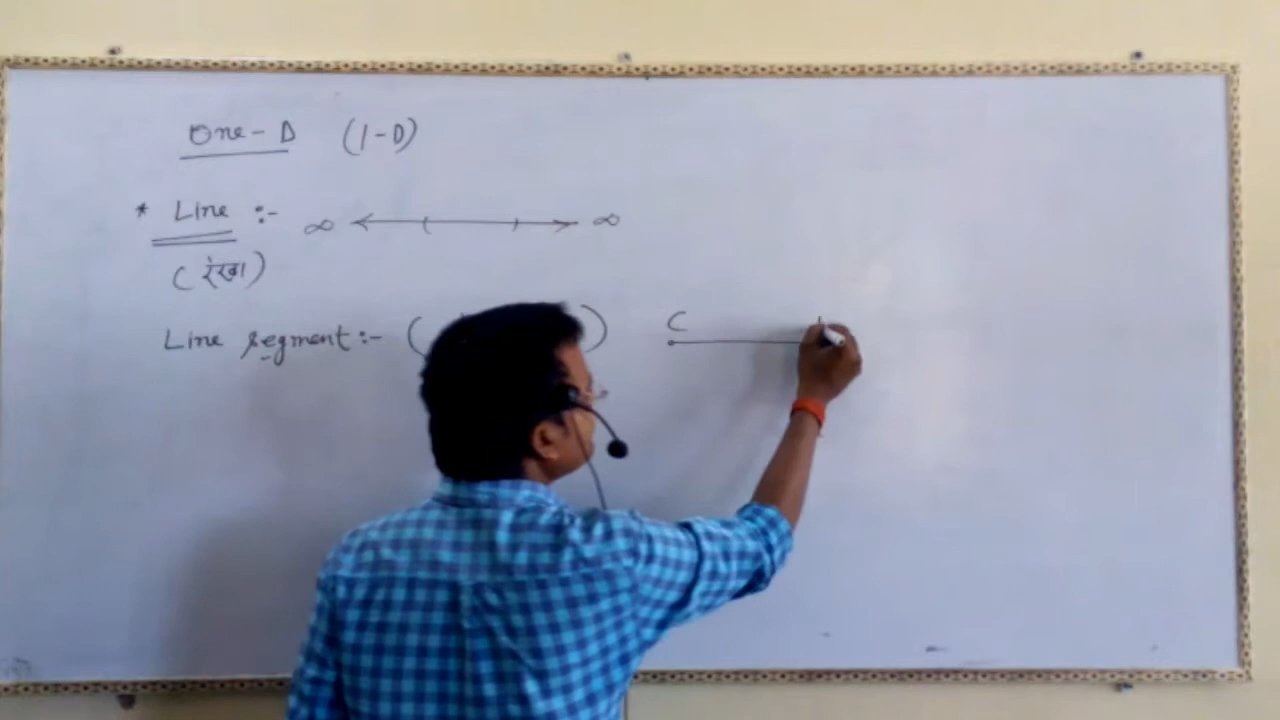 One-D (1-D)
* Line :- ∞ ∞
(रेखा)
Line segment :- ( ) C